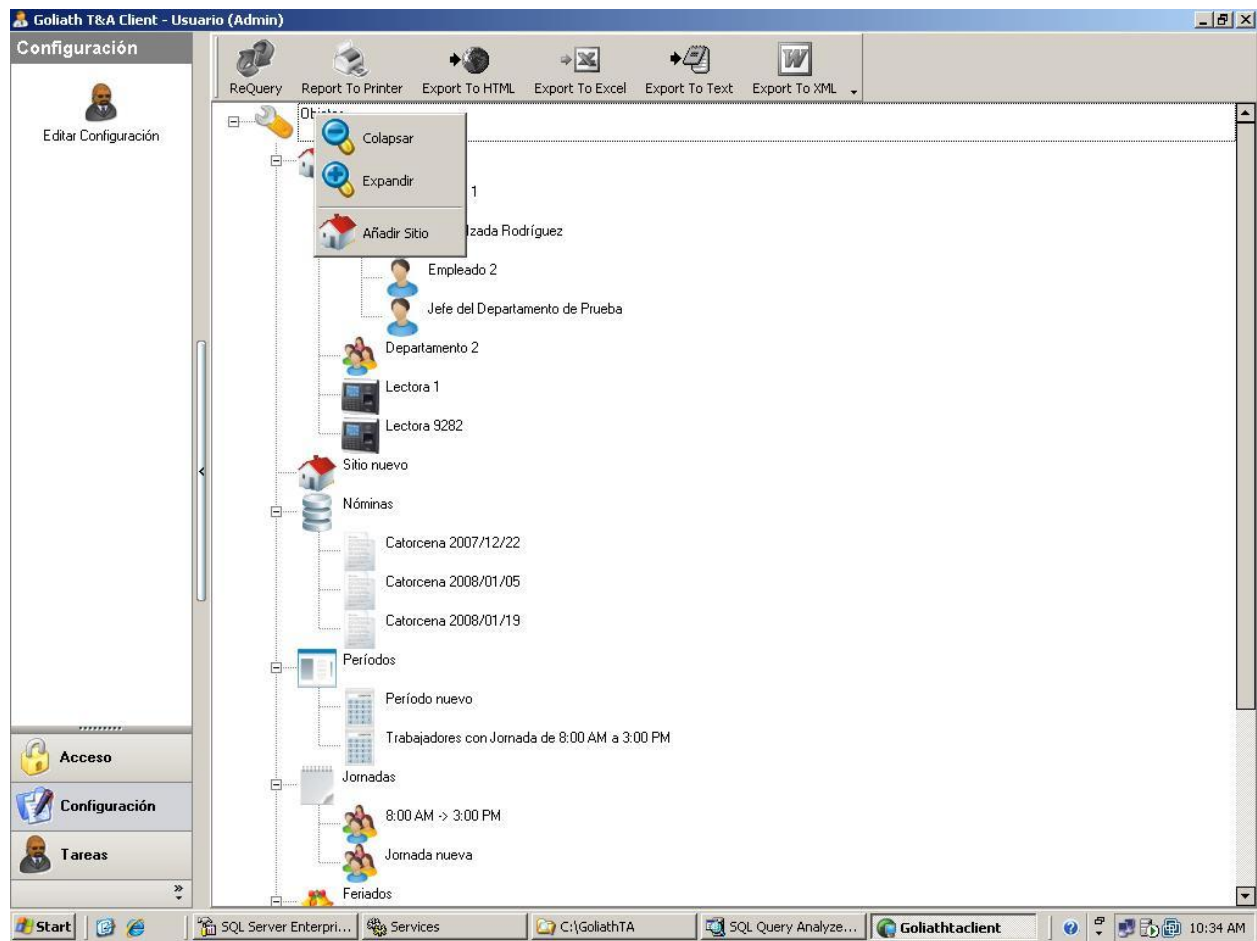 Goliath T&A Client - Usuario (Admin)
Configuración
Editar Configuración
ReQuery
Report To Printer
Export To HTML
Export To Excel
Export To Text
Export To XML
Colapsar
Expandir
1
Añadir Sitio
lzada Rodríguez
Empleado 2
Jefe del Departamento de Prueba
Departamento 2
Lectora 1
Lectora 9282
Sitio nuevo
Nóminas
Catorcena 2007/12/22
Catorcena 2008/01/05
Catorcena 2008/01/19
Períodos
Período nuevo
Trabajadores con Jornada de 8:00 AM a 3:00 PM
Jornadas
8:00 AM -> 3:00 PM
Jornada nueva
Feriados
Acceso
Configuración
Tareas
Start
SQL Server Enterpri...
Services
C:\GoliathTA
SQL Query Analyze...
Goliathtaclient
10:34 AM